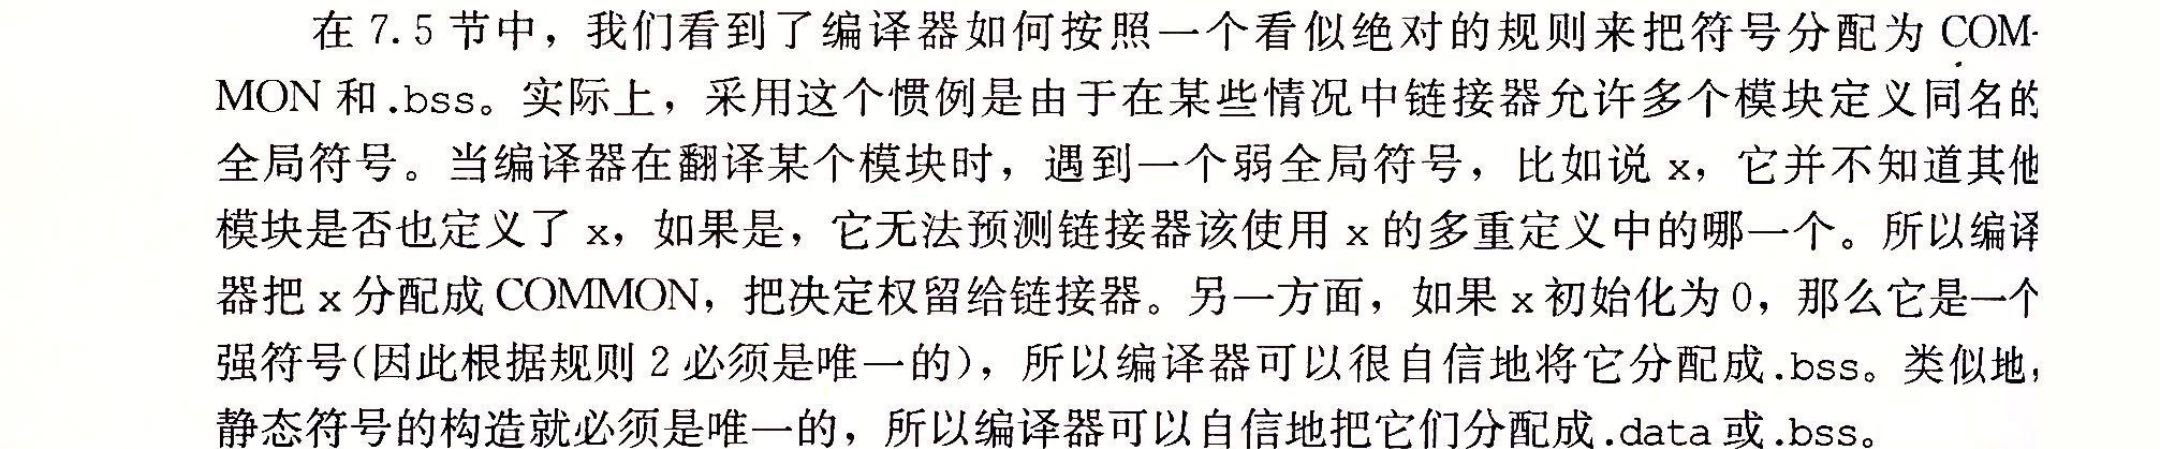 在 7.5 节中，我们看到了编译器如何按照一个看似绝对的规则来把符号分配为 COM-
MON 和.bss。实际上，采用这个惯例是由于在某些情况中链接器允许多个模块定义同名的
全局符号。当编译器在翻译某个模块时，遇到一个弱全局符号，比如说 x，它并不知道其他
模块是否也定义了 x，如果是，它无法预测链接器该使用 x 的多重定义中的哪一个。所以编译
器把 x 分配成 COMMON，把决定权留给链接器。另一方面，如果 x 初始化为 0，那么它是一个
强符号(因此根据规则 2 必须是唯一的)，所以编译器可以很自信地将它分配成.bss。类似地，
静态符号的构造就必须是唯一的，所以编译器可以自信地把它们分配成.data 或.bss。